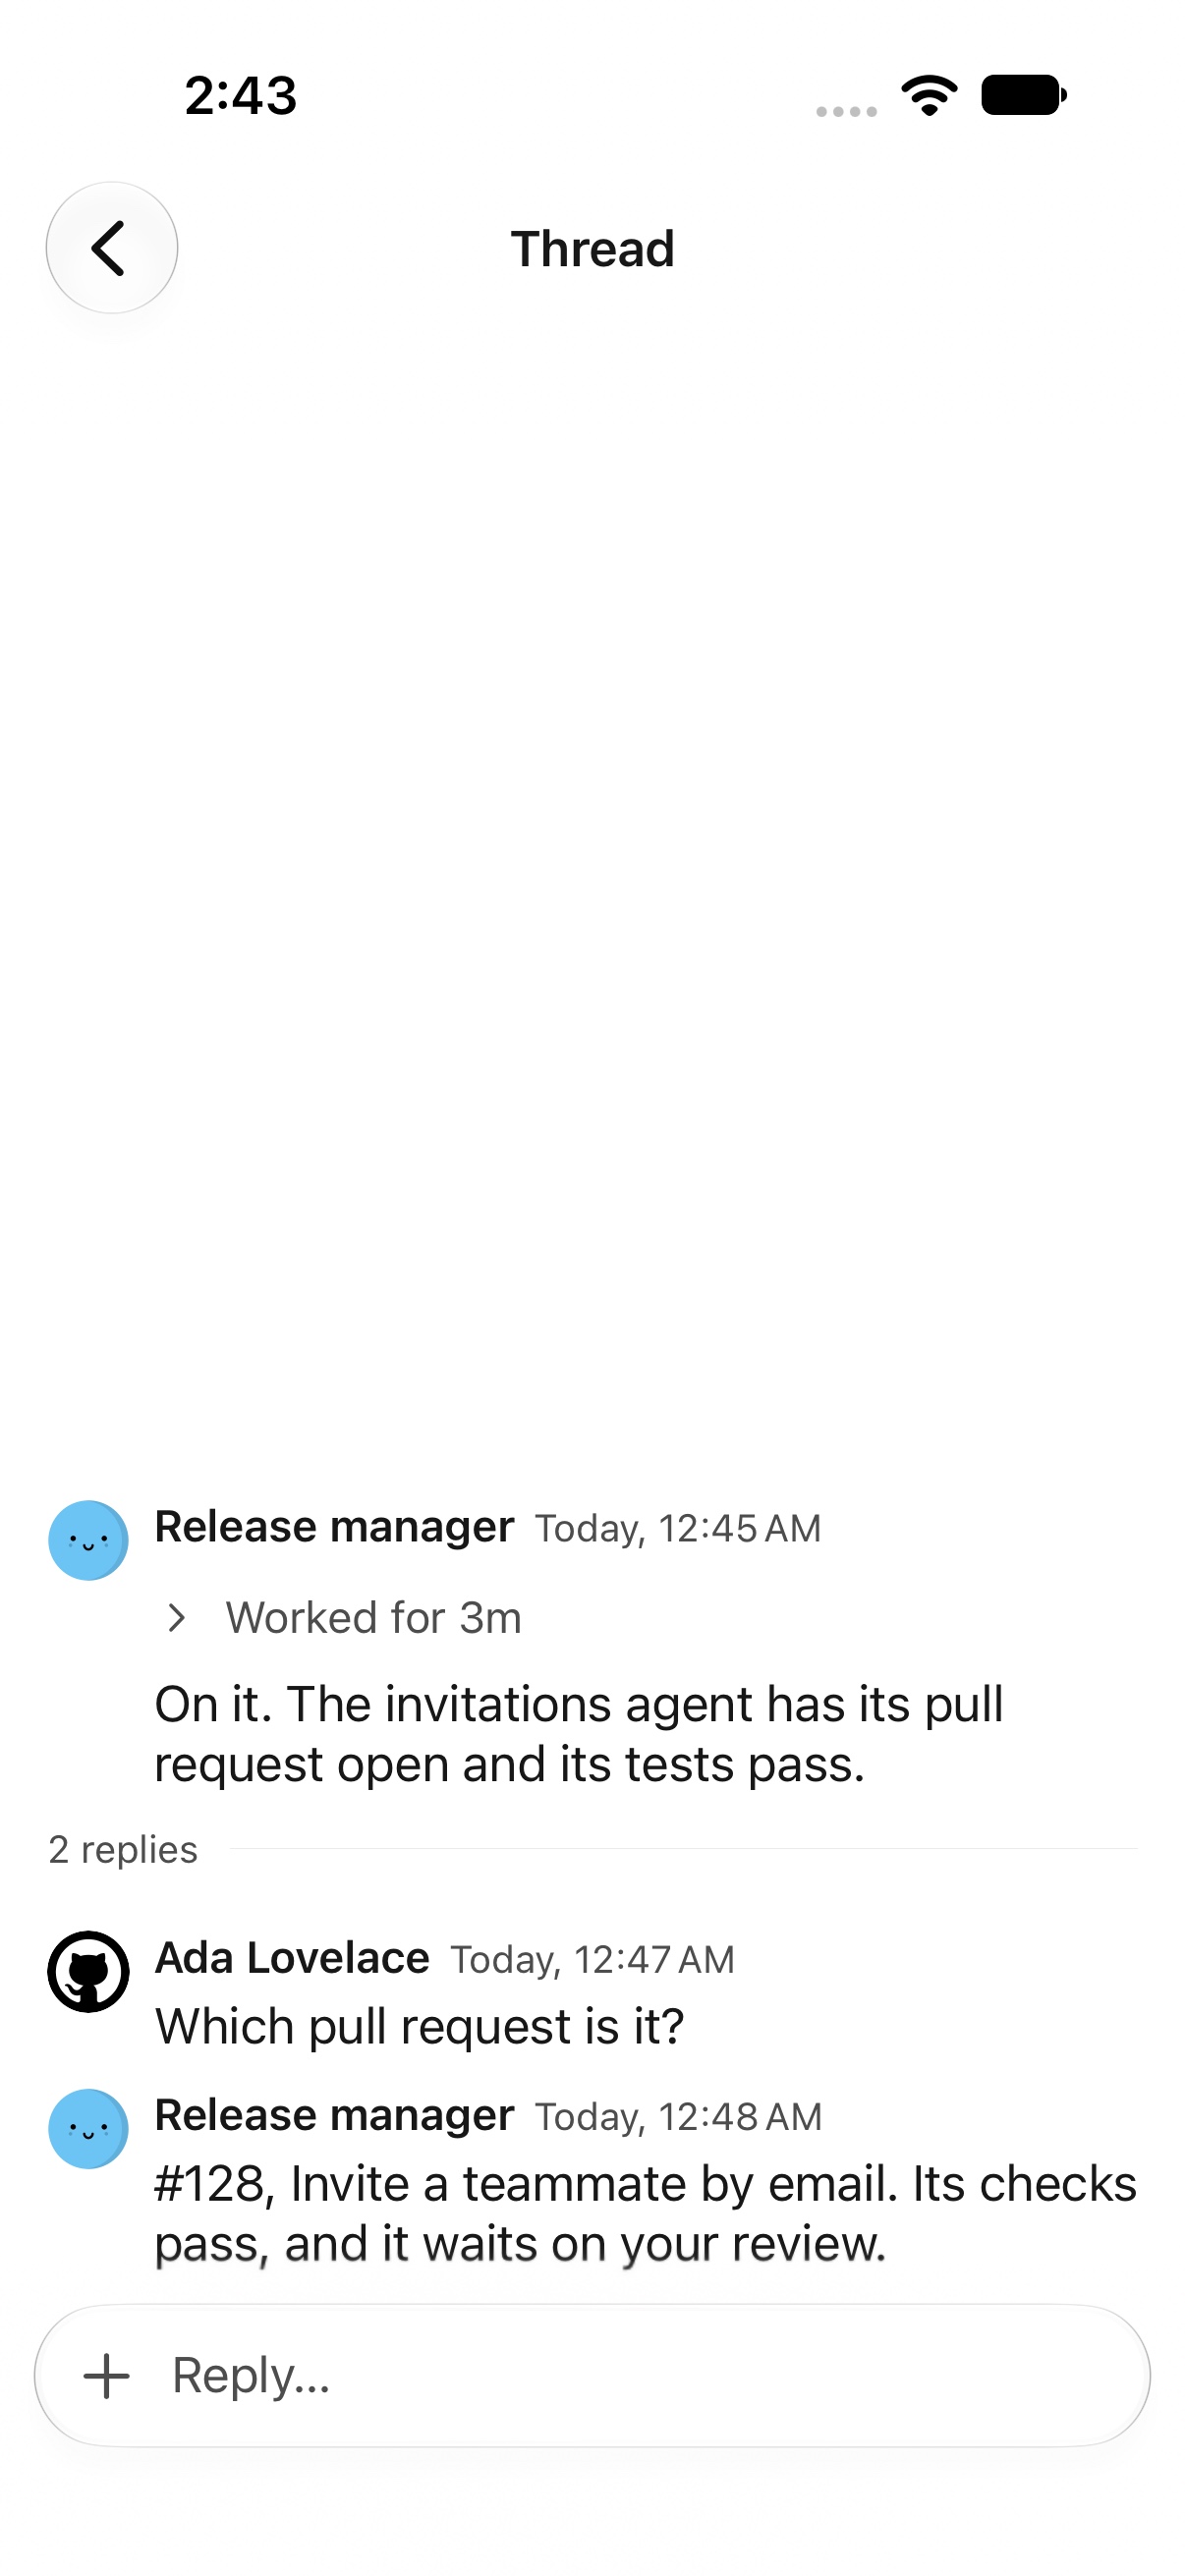 2:43
Thread
Release manager Today, 12:45 AM
Worked for 3m
On it. The invitations agent has its pull
request open and its tests pass.
2 replies
Ada Lovelace Today, 12:47 AM
Which pull request is it?
Release manager Today, 12:48 AM
#128, Invite a teammate by email. Its checks
pass, and it waits on your review.
Reply...